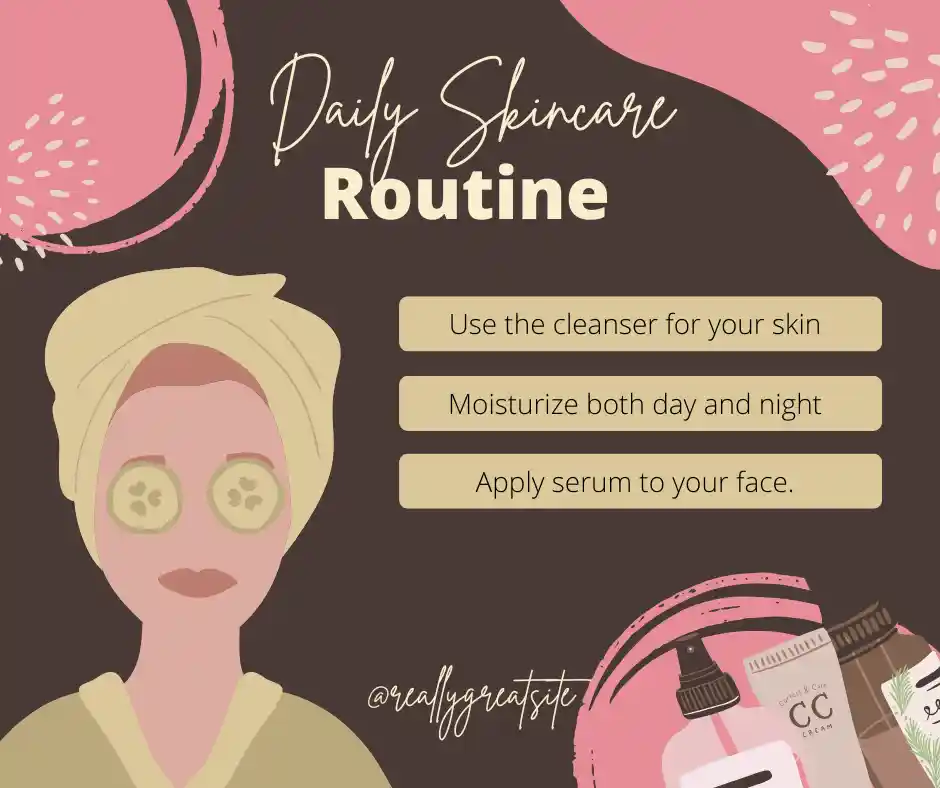 Daily Skincare
Routine
Use the cleanser for your skin
Moisturize both day and night
Apply serum to your face.
@reallygreatsite
CC
CREAM